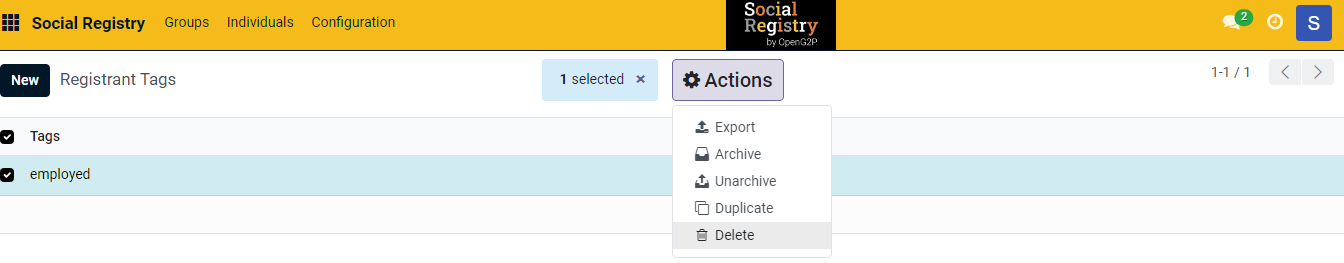 Social Registry Groups Individuals Configuration
Social
Registry
by OpenG2P
2
S
New Registrant Tags 1 selected × Actions 1-1 / 1
Export
Tags
Archive
employed
Unarchive
Duplicate
Delete